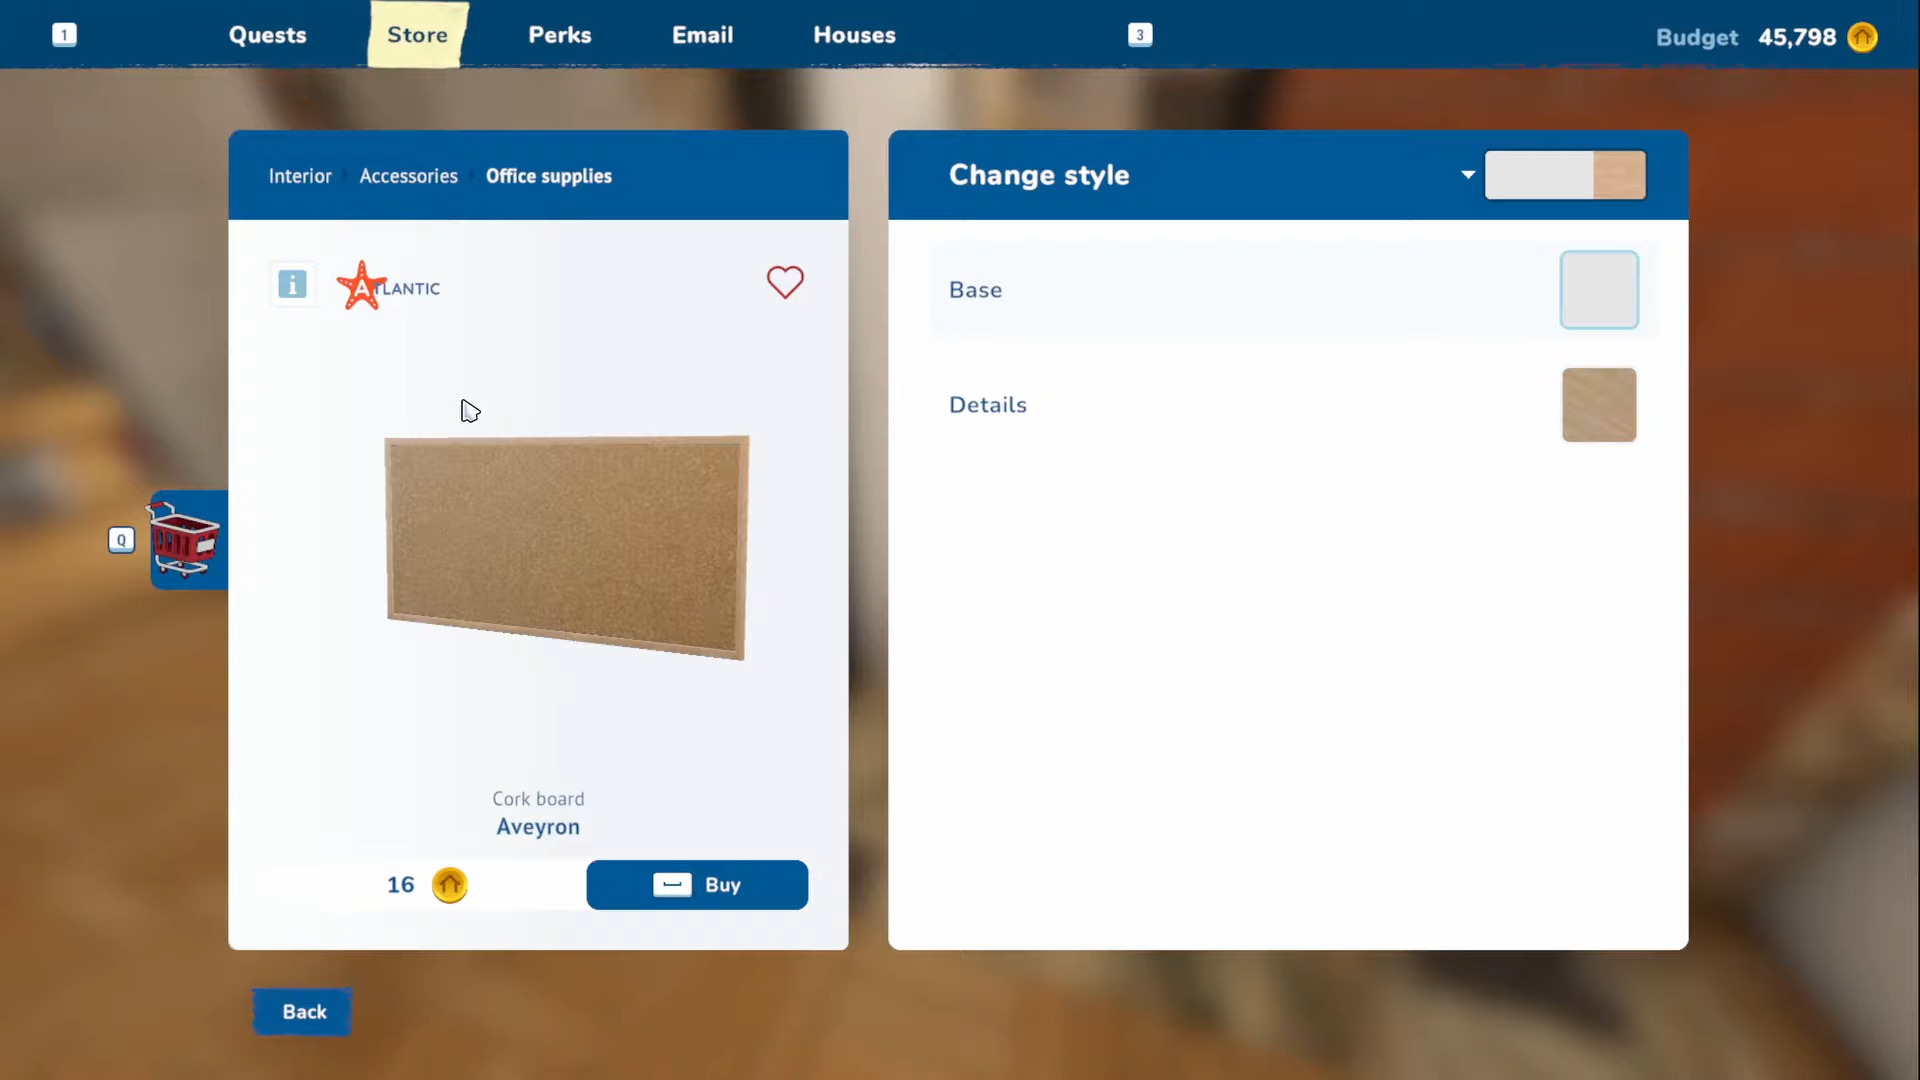 1 Quests Store Perks Email Houses 3 Budget 45,798
Interior Accessories Office supplies
Change style
i ATLANTIC
Base
Details
Q
Cork board
Aveyron
16 Buy
Back